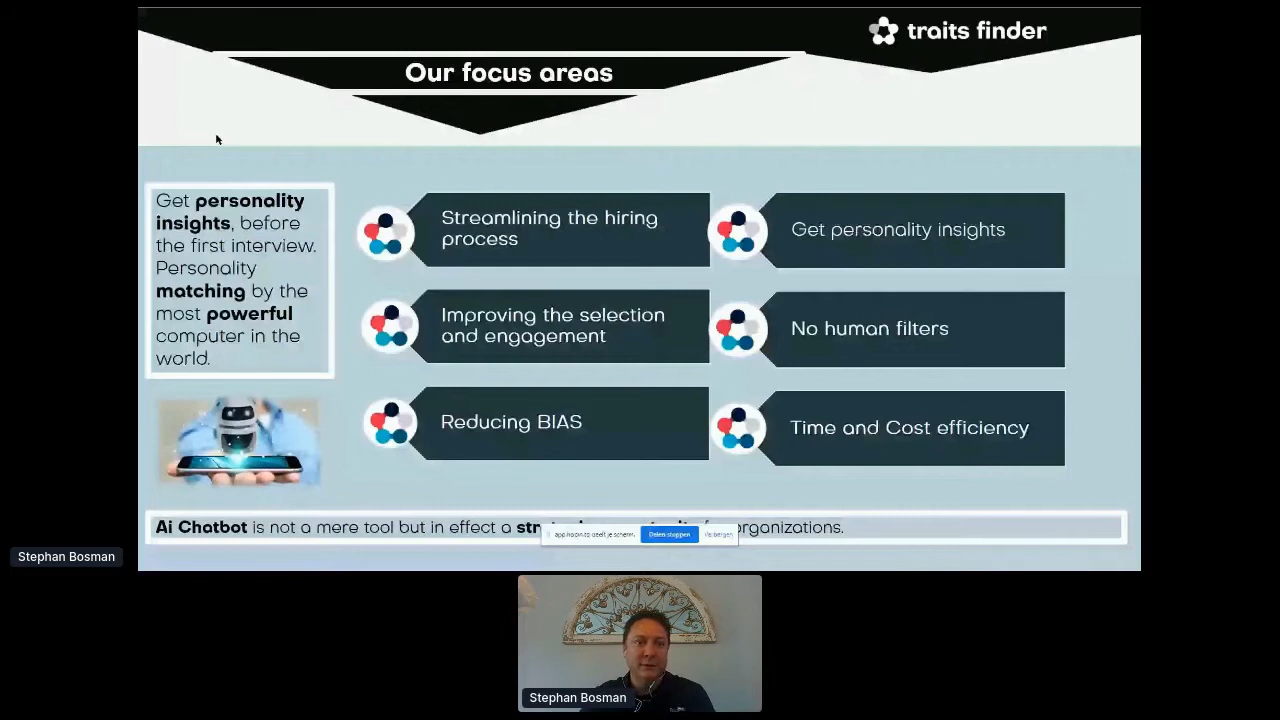 traits finder
Our focus areas
Get personality
insights, before
the first interview.
Personality
matching by the
most powerful
computer in the
world.
Streamlining the hiring
process
Get personality insights
Improving the selection
and engagement
No human filters
Reducing BIAS
Time and Cost efficiency
Ai Chatbot is not a mere tool but in effect a organizations.
je scherm. Delen stoppen Verbergen
Stephan Bosman
Stephan Bosman